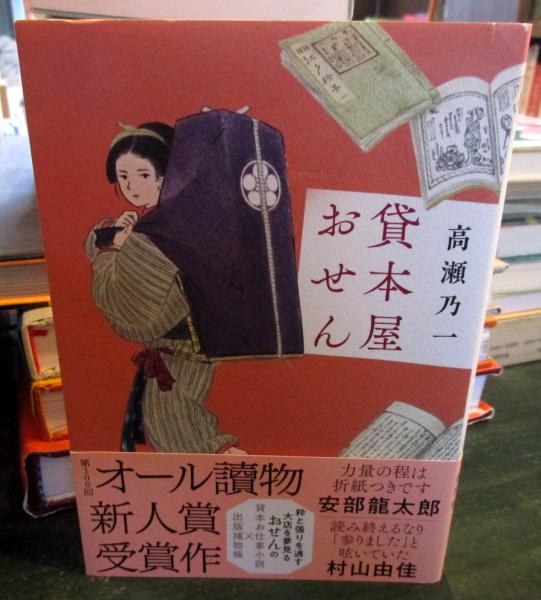 貸本屋
おせん
高瀬乃一
江戸砂子
第100回
オール讀物
新人賞
受賞作
粋と張りを通す
大店を夢見る
おせんの
貸本お仕事小説
×
出版捕物帳
力量の程は
折紙つきです
安部龍太郎
読み終えるなり
「参りました」と
呟いていた
村山由佳